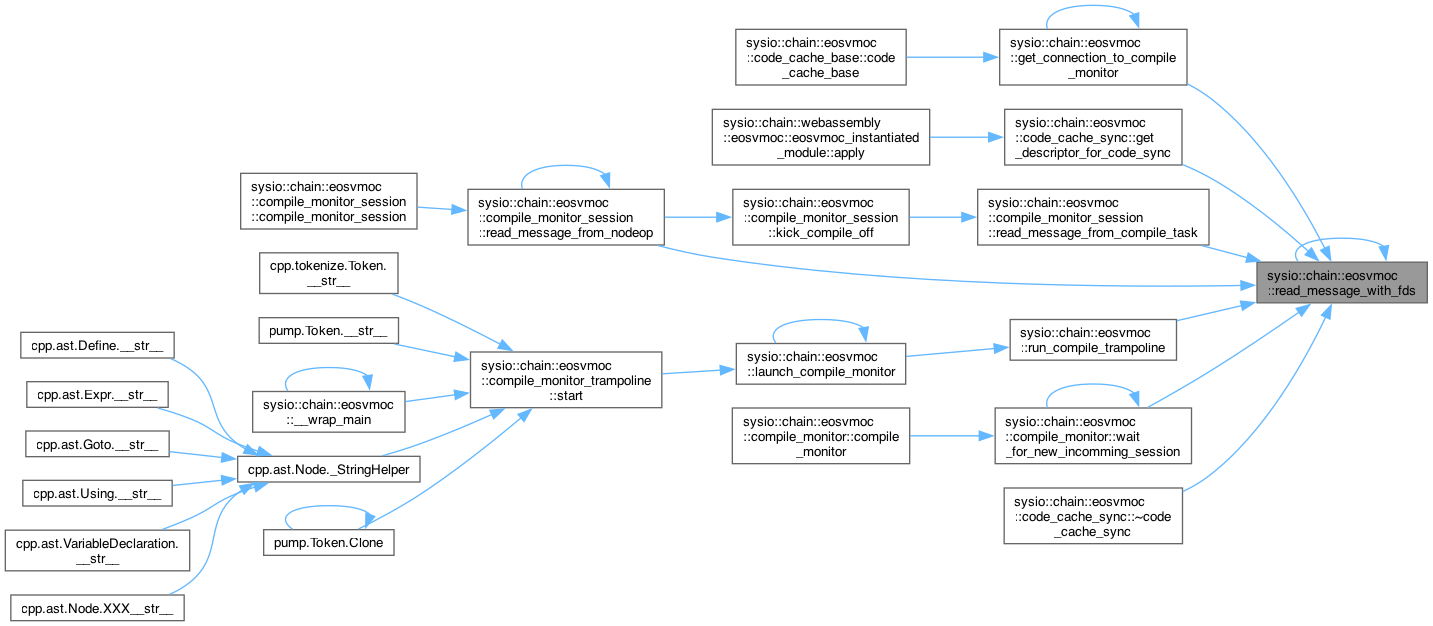 sysio::chain::eosvmoc
::code_cache_base::code
_cache_base
sysio::chain::eosvmoc
::get_connection_to_compile
_monitor
sysio::chain::webassembly
::eosvmoc::eosvmoc_instantiated
_module::apply
sysio::chain::eosvmoc
::code_cache_sync::get
_descriptor_for_code_sync
sysio::chain::eosvmoc
::compile_monitor_session
::compile_monitor_session
sysio::chain::eosvmoc
::compile_monitor_session
::read_message_from_nodeop
sysio::chain::eosvmoc
::compile_monitor_session
::kick_compile_off
sysio::chain::eosvmoc
::compile_monitor_session
::read_message_from_compile_task
sysio::chain::eosvmoc
::read_message_with_fds
cpp.tokenize.Token.
__str__
pump.Token.__str__
sysio::chain::eosvmoc
::__wrap_main
sysio::chain::eosvmoc
::compile_monitor_trampoline
::start
sysio::chain::eosvmoc
::launch_compile_monitor
sysio::chain::eosvmoc
::run_compile_trampoline
cpp.ast.Define.__str__
cpp.ast.Expr.__str__
cpp.ast.Goto.__str__
cpp.ast.Using.__str__
cpp.ast.VariableDeclaration.
__str__
cpp.ast.Node.XXX__str__
cpp.ast.Node._StringHelper
pump.Token.Clone
sysio::chain::eosvmoc
::compile_monitor::compile
_monitor
sysio::chain::eosvmoc
::compile_monitor::wait
_for_new_incomming_session
sysio::chain::eosvmoc
::code_cache_sync::~code
_cache_sync